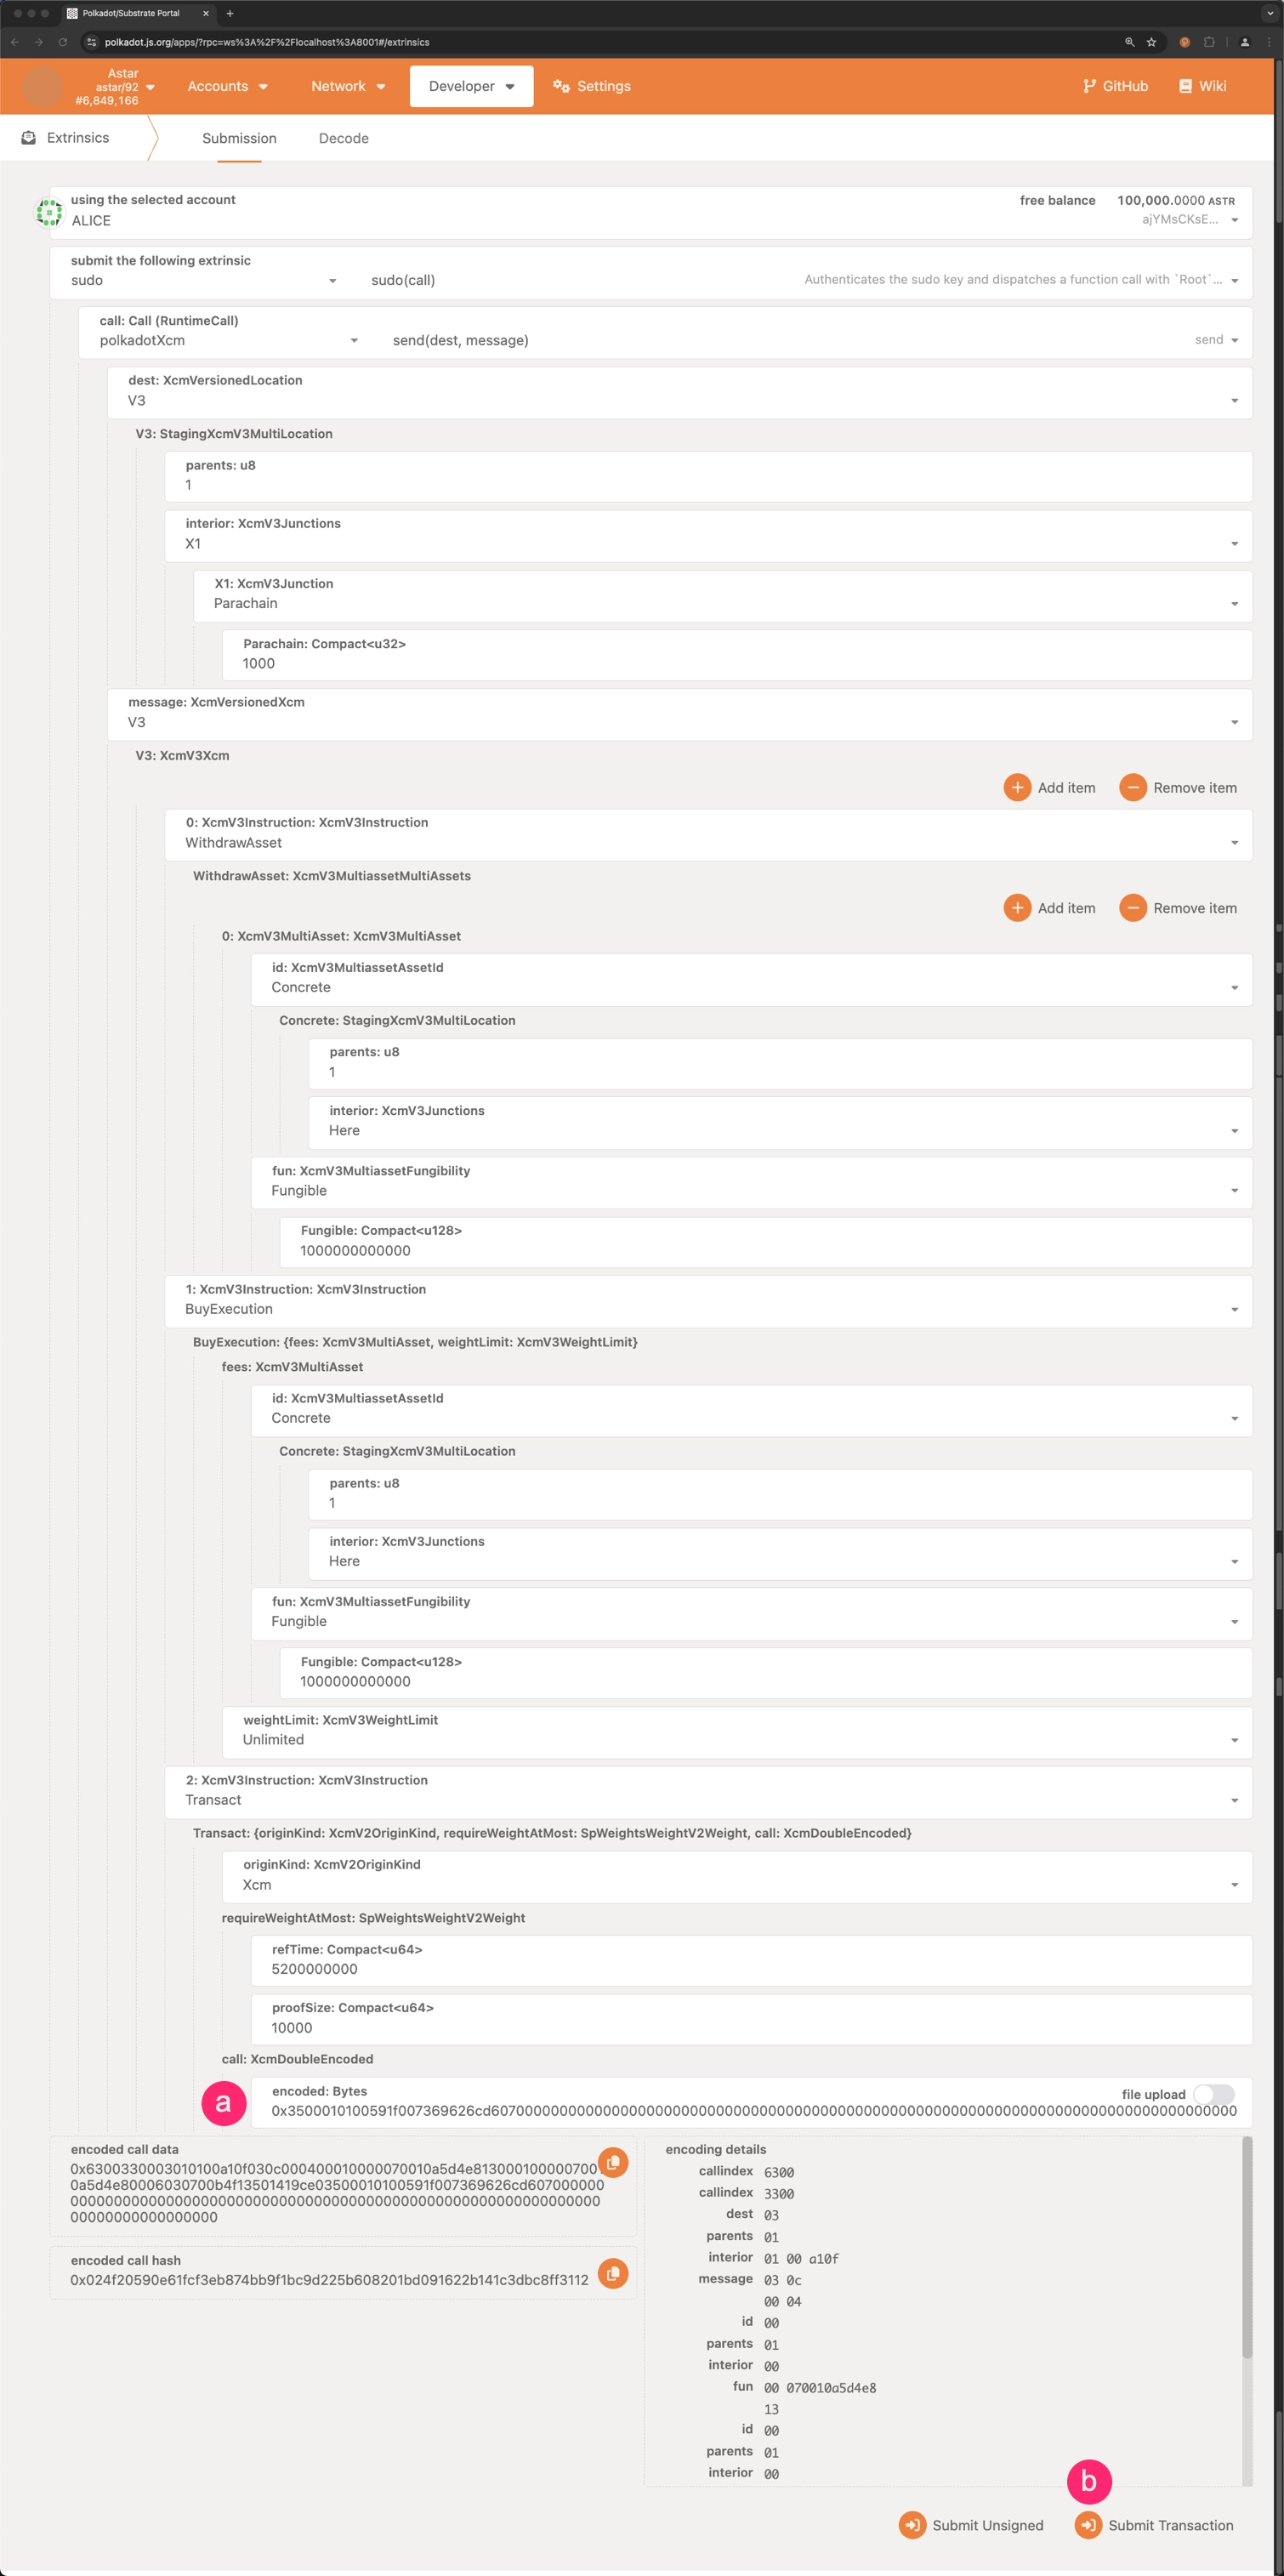 Polkadot/Substrate Portal
polkadot.js.org/apps/?rpc=ws%3A%2F%2Flocalhost%3A8001#/extrinsics
Astar
astar/92
#6,849,166
Accounts
Network
Developer
Settings
GitHub
Wiki
Extrinsics
Submission
Decode
using the selected account
ALICE
free balance 100,000.0000 ASTR
ajYMsCKsE...
submit the following extrinsic
sudo
sudo(call)
Authenticates the sudo key and dispatches a function call with `Root`...
call: Call (RuntimeCall)
polkadotXcm
send(dest, message)
send
dest: XcmVersionedLocation
V3
V3: StagingXcmV3MultiLocation
parents: u8
1
interior: XcmV3Junctions
X1
X1: XcmV3Junction
Parachain
Parachain: Compact<u32>
1000
message: XcmVersionedXcm
V3
V3: XcmV3Xcm
Add item
Remove item
0: XcmV3Instruction: XcmV3Instruction
WithdrawAsset
WithdrawAsset: XcmV3MultiassetMultiAssets
Add item
Remove item
0: XcmV3MultiAsset: XcmV3MultiAsset
id: XcmV3MultiassetAssetId
Concrete
Concrete: StagingXcmV3MultiLocation
parents: u8
1
interior: XcmV3Junctions
Here
fun: XcmV3MultiassetFungibility
Fungible
Fungible: Compact<u128>
1000000000000
1: XcmV3Instruction: XcmV3Instruction
BuyExecution
BuyExecution: {fees: XcmV3MultiAsset, weightLimit: XcmV3WeightLimit}
fees: XcmV3MultiAsset
id: XcmV3MultiassetAssetId
Concrete
Concrete: StagingXcmV3MultiLocation
parents: u8
1
interior: XcmV3Junctions
Here
fun: XcmV3MultiassetFungibility
Fungible
Fungible: Compact<u128>
1000000000000
weightLimit: XcmV3WeightLimit
Unlimited
2: XcmV3Instruction: XcmV3Instruction
Transact
Transact: {originKind: XcmV2OriginKind, requireWeightAtMost: SpWeightsWeightV2Weight, call: XcmDoubleEncoded}
originKind: XcmV2OriginKind
Xcm
requireWeightAtMost: SpWeightsWeightV2Weight
refTime: Compact<u64>
5200000000
proofSize: Compact<u64>
10000
call: XcmDoubleEncoded
a
encoded: Bytes
file upload
encoded call data
encoded call hash
0x024f20590e61fcf3eb874bb9f1bc9d225b608201bd091622b141c3dbc8ff3112
encoding details
callindex 6300
callindex 3300
dest 03
parents 01
interior 01 00 a10f
message 03 0c
00 04
id 00
parents 01
interior 00
fun 00 070010a5d4e8
13
id 00
parents 01
interior 00
b
Submit Unsigned
Submit Transaction